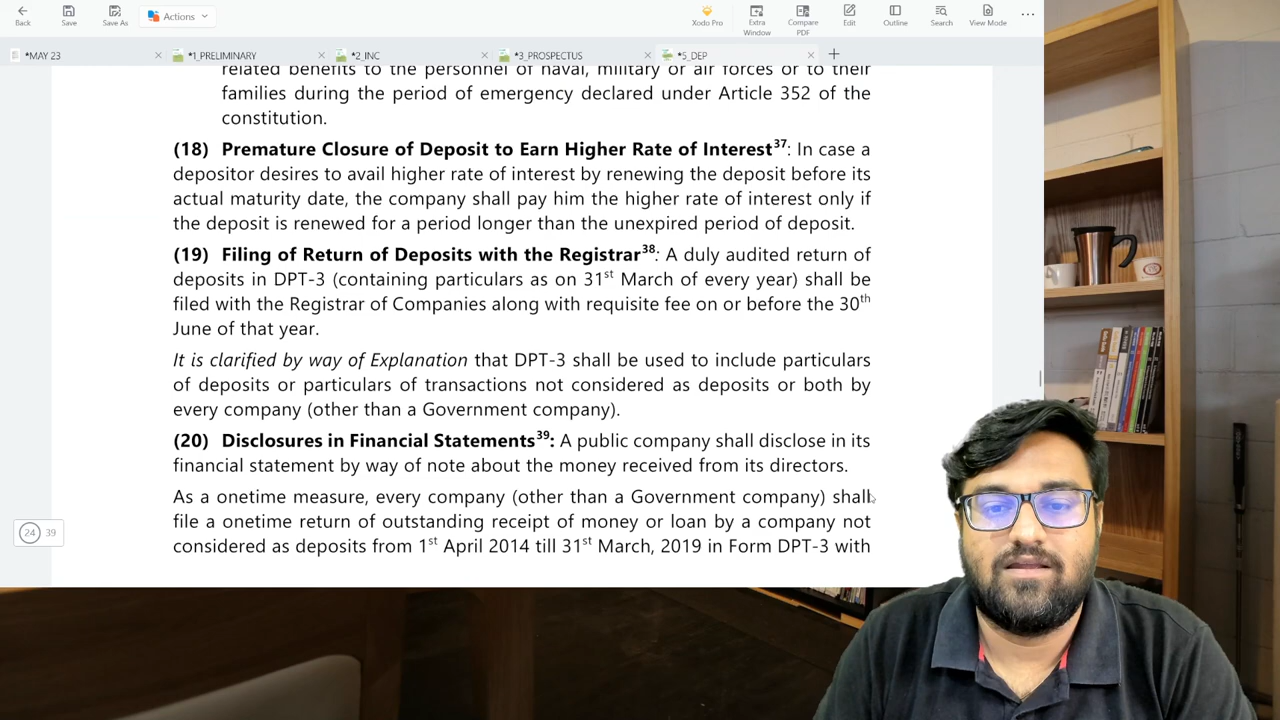 Back
Save
Save As
Actions
Xodo Pro
Extra Window
Compare PDF
Edit
Outline
Search
View Mode
*MAY 23
*1_PRELIMINARY
*2_INC
*3_PROSPECTUS
*5_DEP
related benefits to the personnel of naval, military or air forces or to their
families during the period of emergency declared under Article 352 of the
constitution.
(18) Premature Closure of Deposit to Earn Higher Rate of Interest37: In case a
depositor desires to avail higher rate of interest by renewing the deposit before its
actual maturity date, the company shall pay him the higher rate of interest only if
the deposit is renewed for a period longer than the unexpired period of deposit.
(19) Filing of Return of Deposits with the Registrar38: A duly audited return of
deposits in DPT-3 (containing particulars as on 31st March of every year) shall be
filed with the Registrar of Companies along with requisite fee on or before the 30th
June of that year.
It is clarified by way of Explanation that DPT-3 shall be used to include particulars
of deposits or particulars of transactions not considered as deposits or both by
every company (other than a Government company).
(20) Disclosures in Financial Statements39: A public company shall disclose in its
financial statement by way of note about the money received from its directors.
As a onetime measure, every company (other than a Government company) shall
file a onetime return of outstanding receipt of money or loan by a company not
considered as deposits from 1st April 2014 till 31st March, 2019 in Form DPT-3 with
24 39